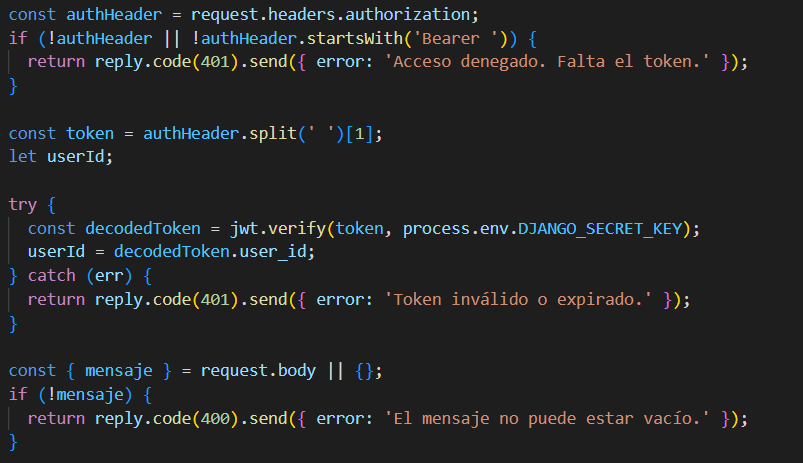 const authHeader = request.headers.authorization;
if (!authHeader || !authHeader.startsWith('Bearer ')) {
  return reply.code(401).send({ error: 'Acceso denegado. Falta el token.' });
}

const token = authHeader.split(' ')[1];
let userId;

try {
  const decodedToken = jwt.verify(token, process.env.DJANGO_SECRET_KEY);
  userId = decodedToken.user_id;
} catch (err) {
  return reply.code(401).send({ error: 'Token inválido o expirado.' });
}

const { mensaje } = request.body || {};
if (!mensaje) {
  return reply.code(400).send({ error: 'El mensaje no puede estar vacío.' });
}